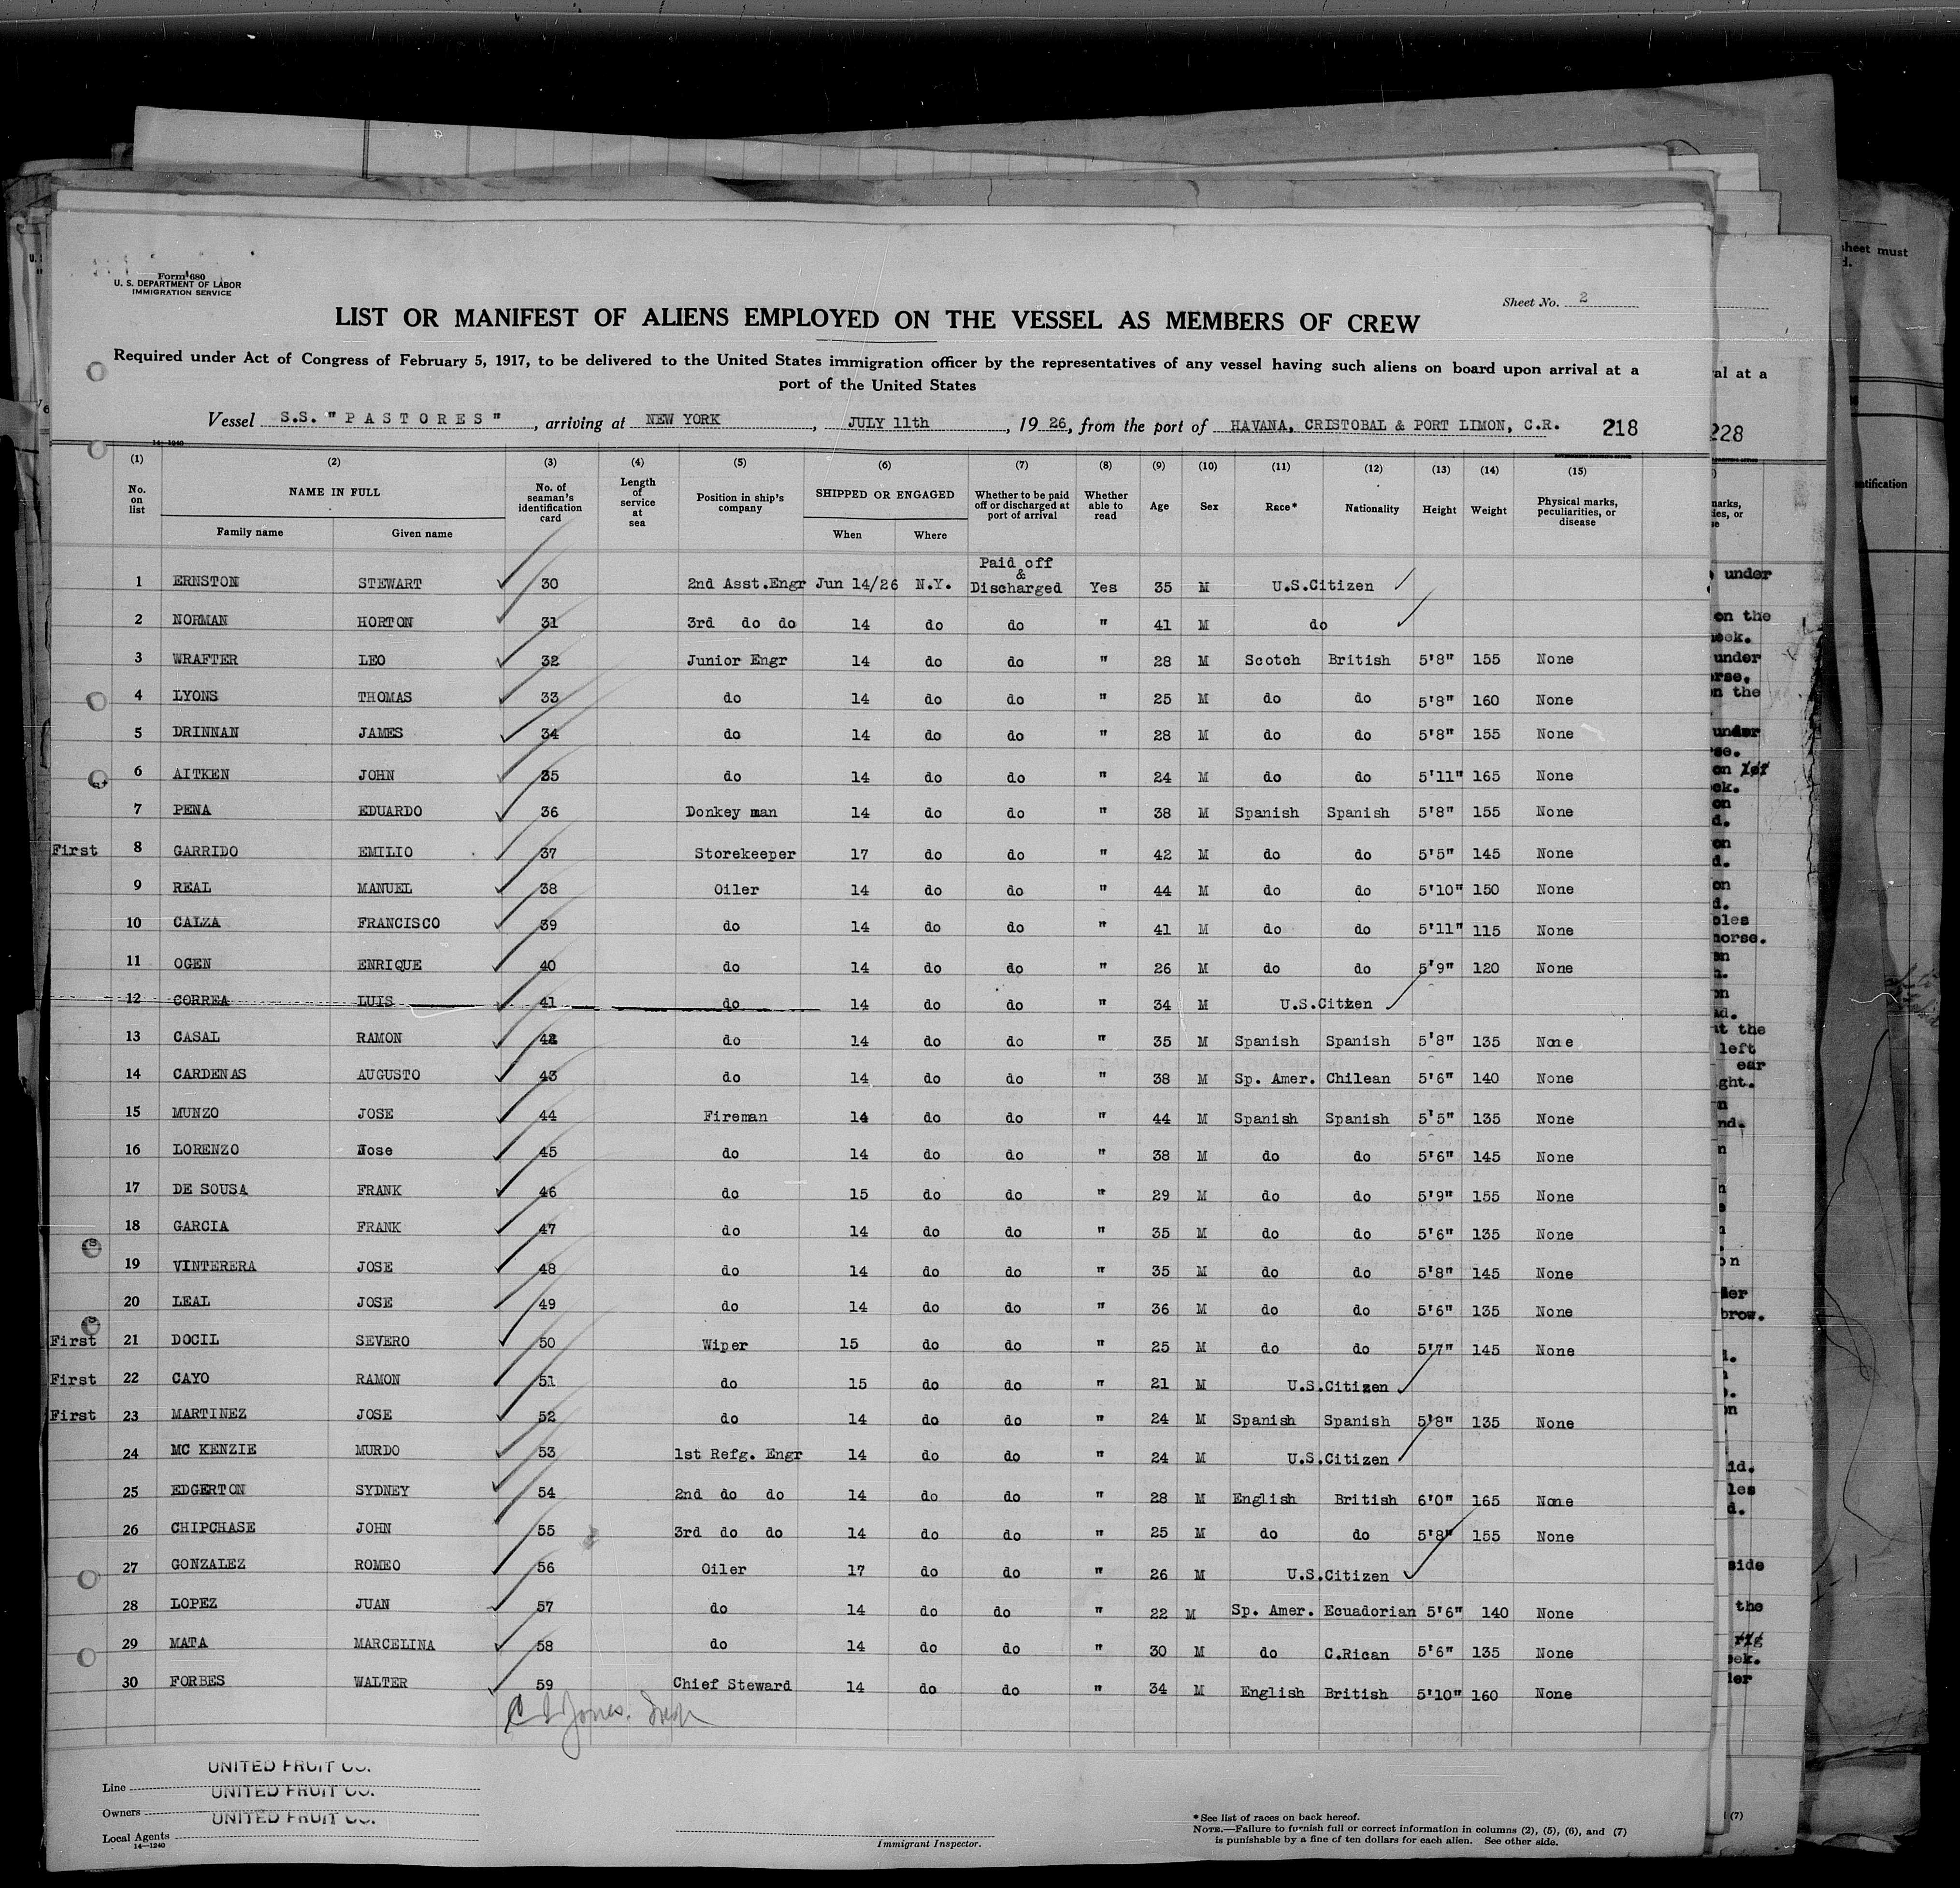 Form 680
U. S. DEPARTMENT OF LABOR
IMMIGRATION SERVICE
Sheet No. 2
LIST OR MANIFEST OF ALIENS EMPLOYED ON THE VESSEL AS MEMBERS OF CREW
Required under Act of Congress of February 5, 1917, to be delivered to the United States immigration officer by the representatives of any vessel having such aliens on board upon arrival at a
port of the United States
Vessel S.S. "PASTORES", arriving at NEW YORK, JULY 11th, 1926, from the port of HAVANA, CRISTOBAL & PORT LIMON, C.R. 218
14-1240
(1) (2) (3) (4) (5) (6) (7) (8) (9) (10) (11) (12) (13) (14) (15)
No. on list NAME IN FULL Family name Given name No. of seaman's identification card Length of service at sea Position in ship's company SHIPPED OR ENGAGED When Where Whether to be paid off or discharged at port of arrival Whether able to read Age Sex Race* Nationality Height Weight Physical marks, peculiarities, or disease
1 ERNSTON STEWART 30 2nd Asst.Engr Jun 14/26 N.Y. Paid off & Discharged Yes 35 M U.S.Citizen
2 NORMAN HORTON 31 3rd do do 14 do do " 41 M do
3 WRAFTER LEO 32 Junior Engr 14 do do " 28 M Scotch British 5'8" 155 None
4 LYONS THOMAS 33 do 14 do do " 25 M do do 5'8" 160 None
5 DRINNAN JAMES 34 do 14 do do " 28 M do do 5'8" 155 None
6 AITKEN JOHN 35 do 14 do do " 24 M do do 5'11" 165 None
7 PENA EDUARDO 36 Donkey man 14 do do " 38 M Spanish Spanish 5'8" 155 None
First 8 GARRIDO EMILIO 37 Storekeeper 17 do do " 42 M do do 5'5" 145 None
9 REAL MANUEL 38 Oiler 14 do do " 44 M do do 5'10" 150 None
10 CALZA FRANCISCO 39 do 14 do do " 41 M do do 5'11" 115 None
11 OGEN ENRIQUE 40 do 14 do do " 26 M do do 5'9" 120 None
12 CORREA LUIS 41 do 14 do do " 34 M U.S.Citizen
13 CASAL RAMON 42 do 14 do do " 35 M Spanish Spanish 5'8" 135 None
14 CARDENAS AUGUSTO 43 do 14 do do " 38 M Sp. Amer. Chilean 5'6" 140 None
15 MUNZO JOSE 44 Fireman 14 do do " 44 M Spanish Spanish 5'5" 135 None
16 LORENZO Jose 45 do 14 do do " 38 M do do 5'6" 145 None
17 DE SOUSA FRANK 46 do 15 do do " 29 M do do 5'9" 155 None
18 GARCIA FRANK 47 do 14 do do " 35 M do do 5'6" 135 None
19 VINTERERA JOSE 48 do 14 do do " 35 M do do 5'8" 145 None
20 LEAL JOSE 49 do 14 do do " 36 M do do 5'6" 135 None
First 21 DOCIL SEVERO 50 Wiper 15 do do " 25 M do do 5'7" 145 None
First 22 CAYO RAMON 51 do 15 do do " 21 M U.S.Citizen
First 23 MARTINEZ JOSE 52 do 14 do do " 24 M Spanish Spanish 5'8" 135 None
24 MC KENZIE MURDO 53 1st Refg. Engr 14 do do " 24 M U.S.Citizen
25 EDGERTON SYDNEY 54 2nd do do 14 do do " 28 M English British 6'0" 165 None
26 CHIPCHASE JOHN 55 3rd do do 14 do do " 25 M do do 5'8" 155 None
27 GONZALEZ ROMEO 56 Oiler 17 do do " 26 M U.S.Citizen
28 LOPEZ JUAN 57 do 14 do do " 22 M Sp. Amer. Ecuadorian 5'6" 140 None
29 MATA MARCELINA 58 do 14 do do " 30 M do C.Rican 5'6" 135 None
30 FORBES WALTER 59 Chief Steward 14 do do " 34 M English British 5'10" 160 None
Jones. Insp
Line UNITED FRUIT CO.
Owners UNITED FRUIT CO.
Local Agents UNITED FRUIT CO.
14-1240
Immigrant Inspector.
*See list of races on back hereof.
NOTE.—Failure to furnish full or correct information in columns (2), (5), (6), and (7)
is punishable by a fine of ten dollars for each alien. See other side.
228